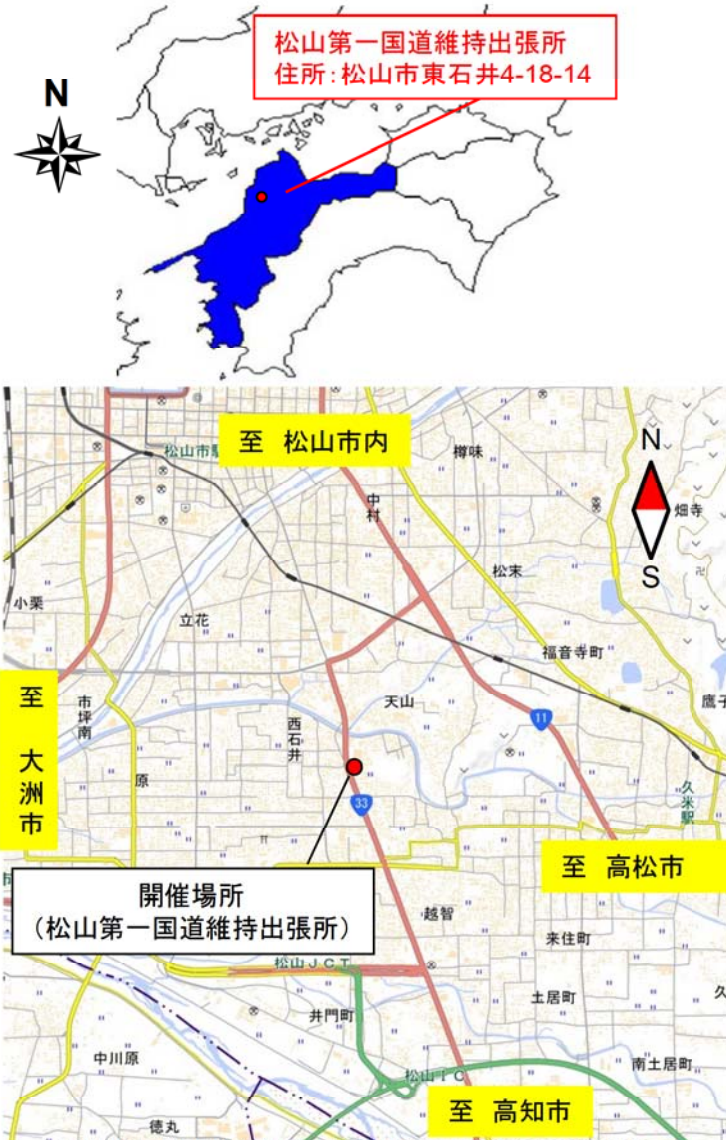 松山第一国道維持出張所
住所:松山市東石井4-18-14
N
至 松山市内
松山市駅
樽味
N
中村
畑寺
S
松末
小栗
立花
福音寺町
至 大洲市
市坪南
天山
鷹子
西石井
11
原
33
久米駅
至 高松市
開催場所
(松山第一国道維持出張所)
越智
来住町
松山JCT
土居町
久
井門町
中川原
南土居町
松山IC
至 高知市
徳丸